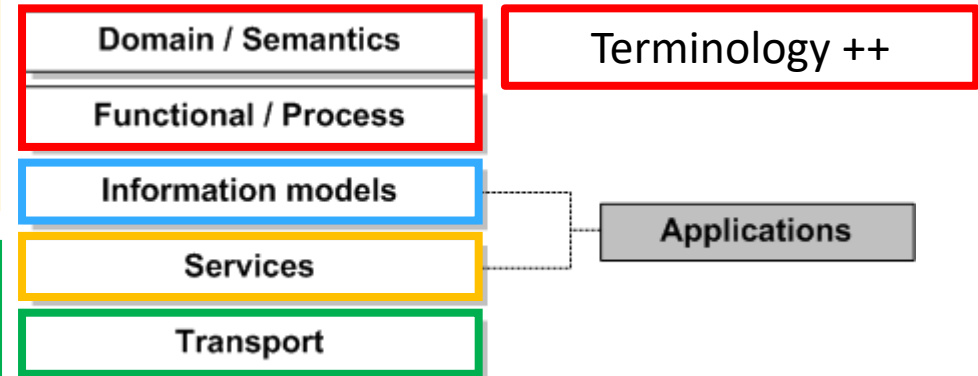 Domain / Semantics
Terminology ++
Functional / Process
Information models
Applications
Services
Transport